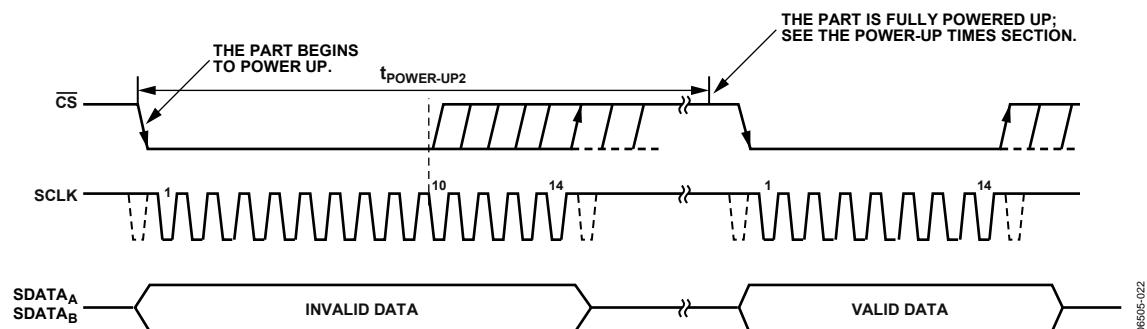 THE PART BEGINS
TO POWER UP.
THE PART IS FULLY POWERED UP;
SEE THE POWER-UP TIMES SECTION.
tPOWER-UP2
CS
SCLK
1
10
14
1
14
SDATAA
SDATAB
INVALID DATA
VALID DATA
06505-022